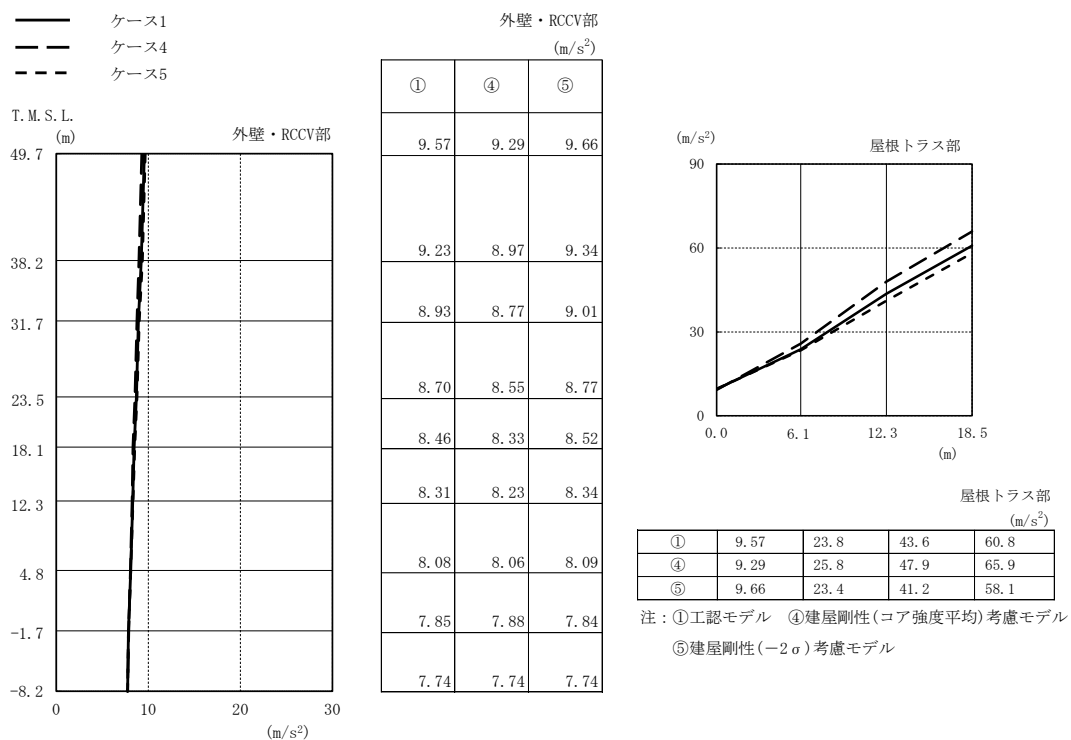 ケース1
ケース4
ケース5
T.M.S.L.
(m)
外壁・RCCV部
49.7
38.2
31.7
23.5
18.1
12.3
4.8
-1.7
-8.2
0 10 20 30
(m/s²)
外壁・RCCV部
(m/s²)
① ④ ⑤
9.57 9.29 9.66
9.23 8.97 9.34
8.93 8.77 9.01
8.70 8.55 8.77
8.46 8.33 8.52
8.31 8.23 8.34
8.08 8.06 8.09
7.85 7.88 7.84
7.74 7.74 7.74
(m/s²)
屋根トラス部
90
60
30
0
0.0 6.1 12.3 18.5
(m)
屋根トラス部
(m/s²)
① 9.57 23.8 43.6 60.8
④ 9.29 25.8 47.9 65.9
⑤ 9.66 23.4 41.2 58.1
注：①工認モデル ④建屋剛性(コア強度平均)考慮モデル
⑤建屋剛性(－2σ)考慮モデル